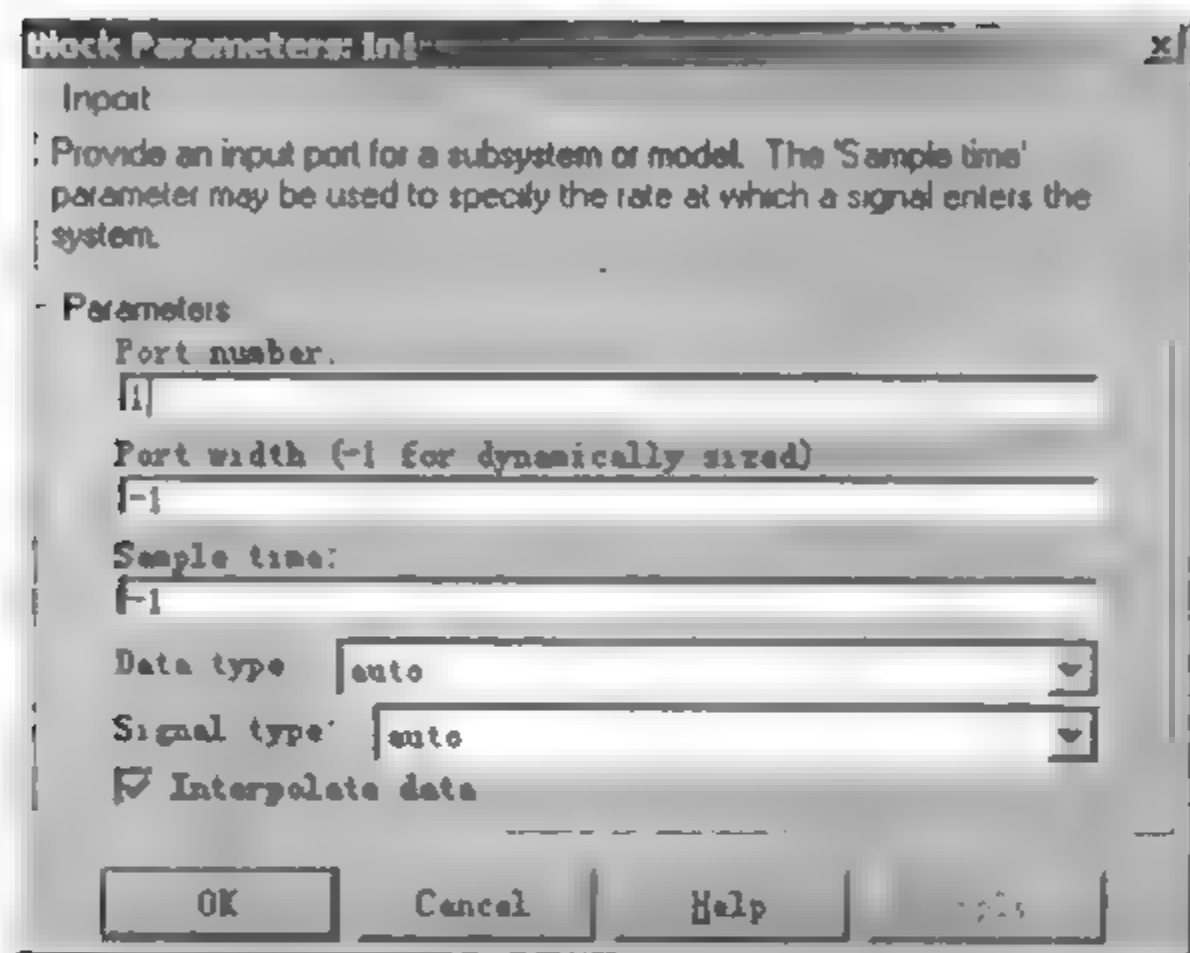 Block Parameters: In
Inport
Provide an input port for a subsystem or model. The 'Sample time'
parameter may be used to specify the rate at which a signal enters the
system.
Parameters
Port number.
1
Port width (-1 for dynamically sized)
-1
Sample time:
-1
Data type auto
Signal type: auto
Interpolate data
OK Cancel Help